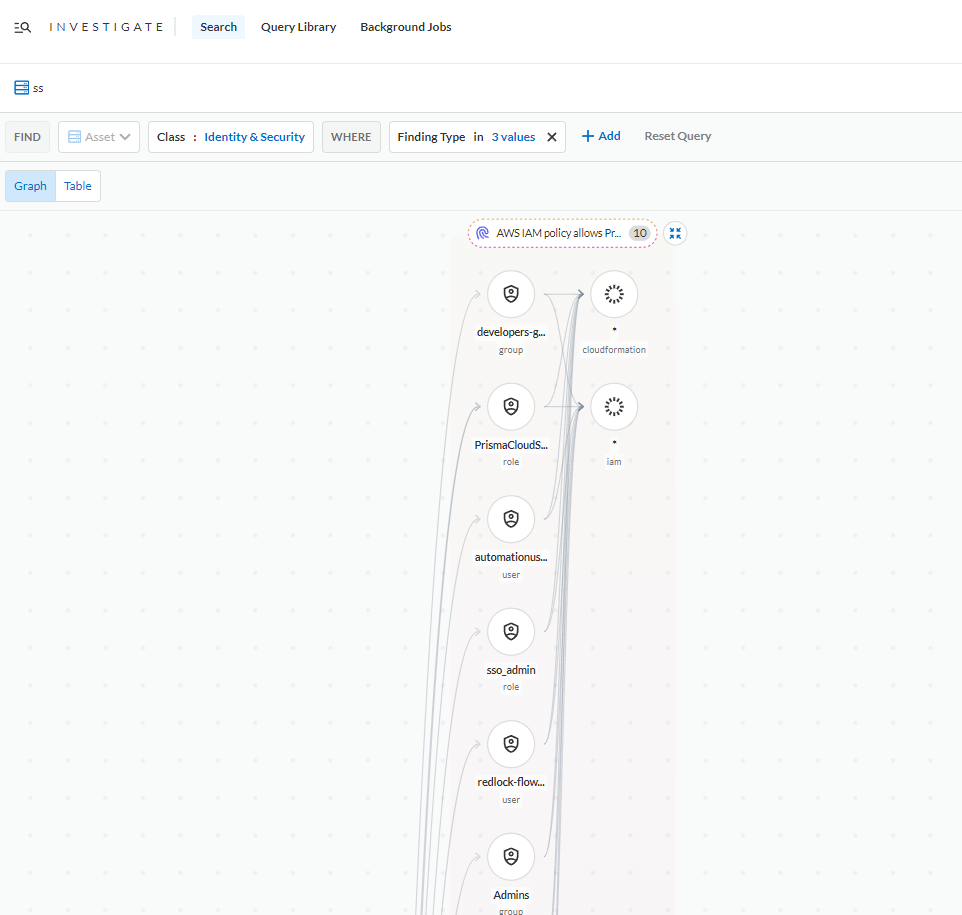 INVESTIGATE Search Query Library Background Jobs
ss
FIND Asset Class : Identity & Security WHERE Finding Type in 3 values + Add Reset Query
Graph Table
AWS IAM policy allows Pr... 10
developers-g...
group
*
cloudformation
PrismaCloudS...
role
*
iam
automationus...
user
sso_admin
role
redlock-flow...
user
Admins
group